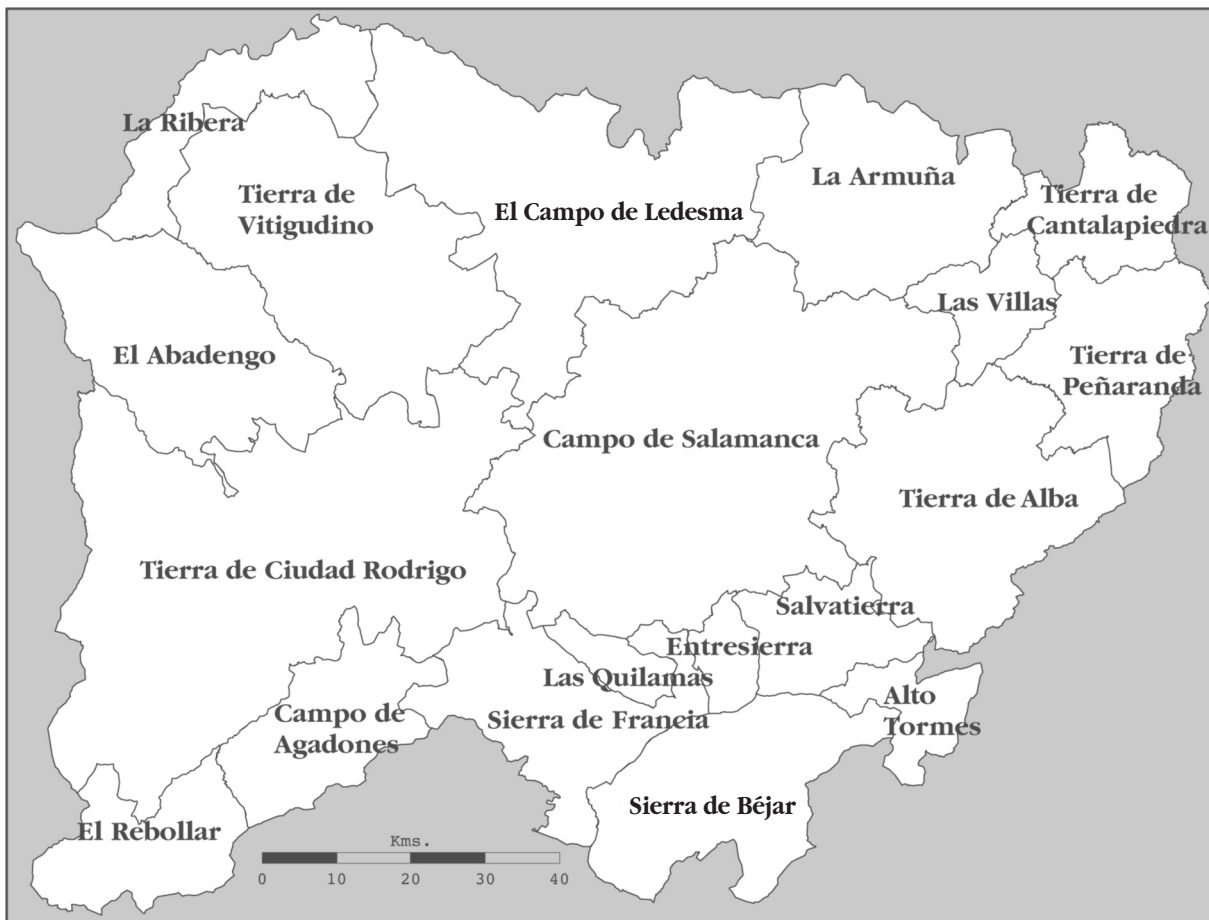 La Ribera
Tierra de
Vitigudino
El Campo de Ledesma
La Armuña
Tierra de
Cantalapiedra
Las Villas
El Abadengo
Tierra de
Peñaranda
Campo de Salamanca
Tierra de Alba
Tierra de Ciudad Rodrigo
Salvatierra
Entresierra
Las Quilamas
Sierra de Francia
Alto
Tormes
Campo de
Agadones
Sierra de Béjar
El Rebollar
Kms.
0 10 20 30 40